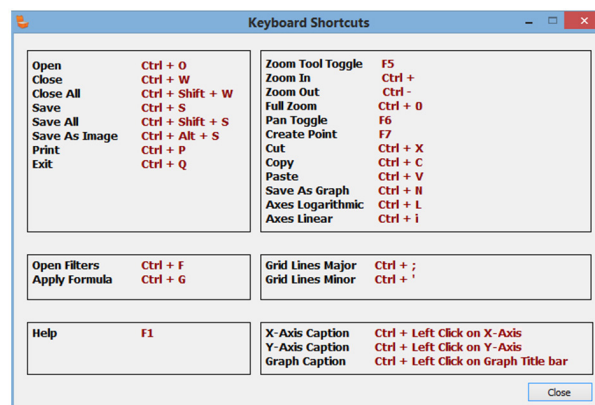 Keyboard Shortcuts
Open Ctrl + O
Close Ctrl + W
Close All Ctrl + Shift + W
Save Ctrl + S
Save All Ctrl + Shift + S
Save As Image Ctrl + Alt + S
Print Ctrl + P
Exit Ctrl + Q
Zoom Tool Toggle F5
Zoom In Ctrl +
Zoom Out Ctrl -
Full Zoom Ctrl + 0
Pan Toggle F6
Create Point F7
Cut Ctrl + X
Copy Ctrl + C
Paste Ctrl + V
Save As Graph Ctrl + N
Axes Logarithmic Ctrl + L
Axes Linear Ctrl + i
Open Filters Ctrl + F
Apply Formula Ctrl + G
Grid Lines Major Ctrl + ;
Grid Lines Minor Ctrl + '
Help F1
X-Axis Caption Ctrl + Left Click on X-Axis
Y-Axis Caption Ctrl + Left Click on Y-Axis
Graph Caption Ctrl + Left Click on Graph Title bar
Close